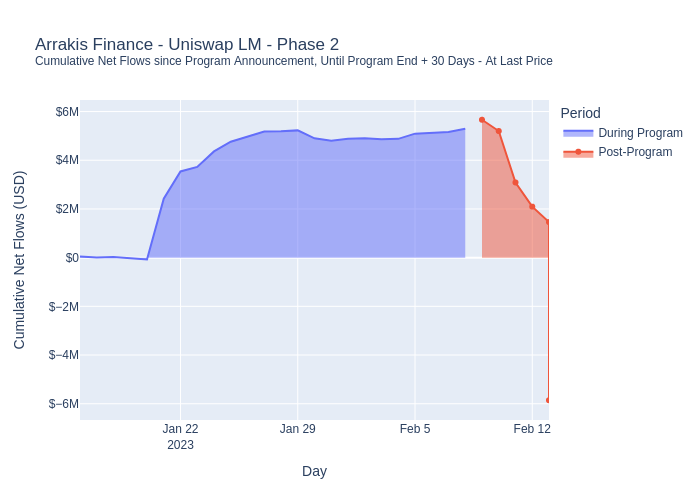 Arrakis Finance - Uniswap LM - Phase 2
Cumulative Net Flows since Program Announcement, Until Program End + 30 Days - At Last Price
Period
During Program
Post-Program
Cumulative Net Flows (USD)
$6M
$4M
$2M
$0
$−2M
$−4M
$−6M
Jan 22
2023
Jan 29
Feb 5
Feb 12
Day